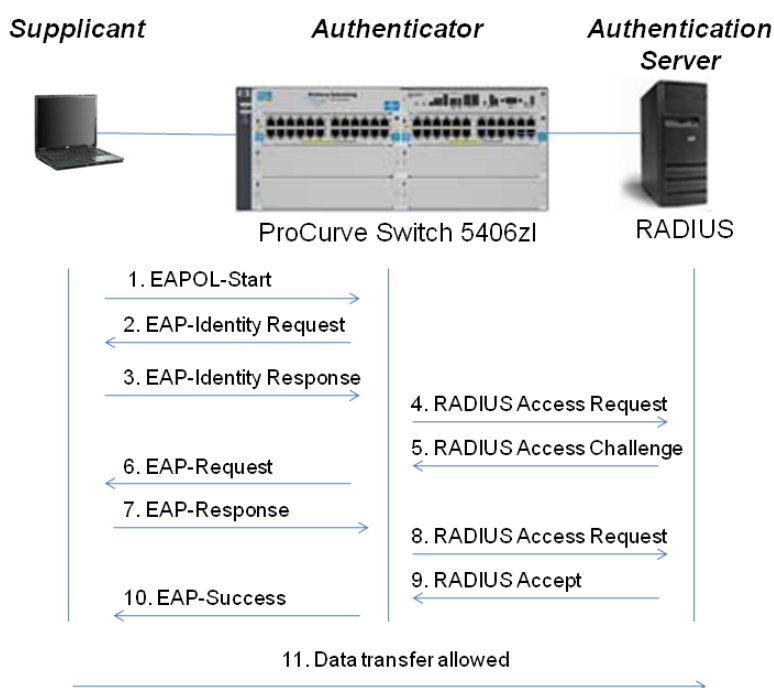 Supplicant
Authenticator
Authentication
Server
ProCurve Switch 5406zl
RADIUS
1. EAPOL-Start
2. EAP-Identity Request
3. EAP-Identity Response
4. RADIUS Access Request
5. RADIUS Access Challenge
6. EAP-Request
7. EAP-Response
8. RADIUS Access Request
9. RADIUS Accept
10. EAP-Success
11. Data transfer allowed